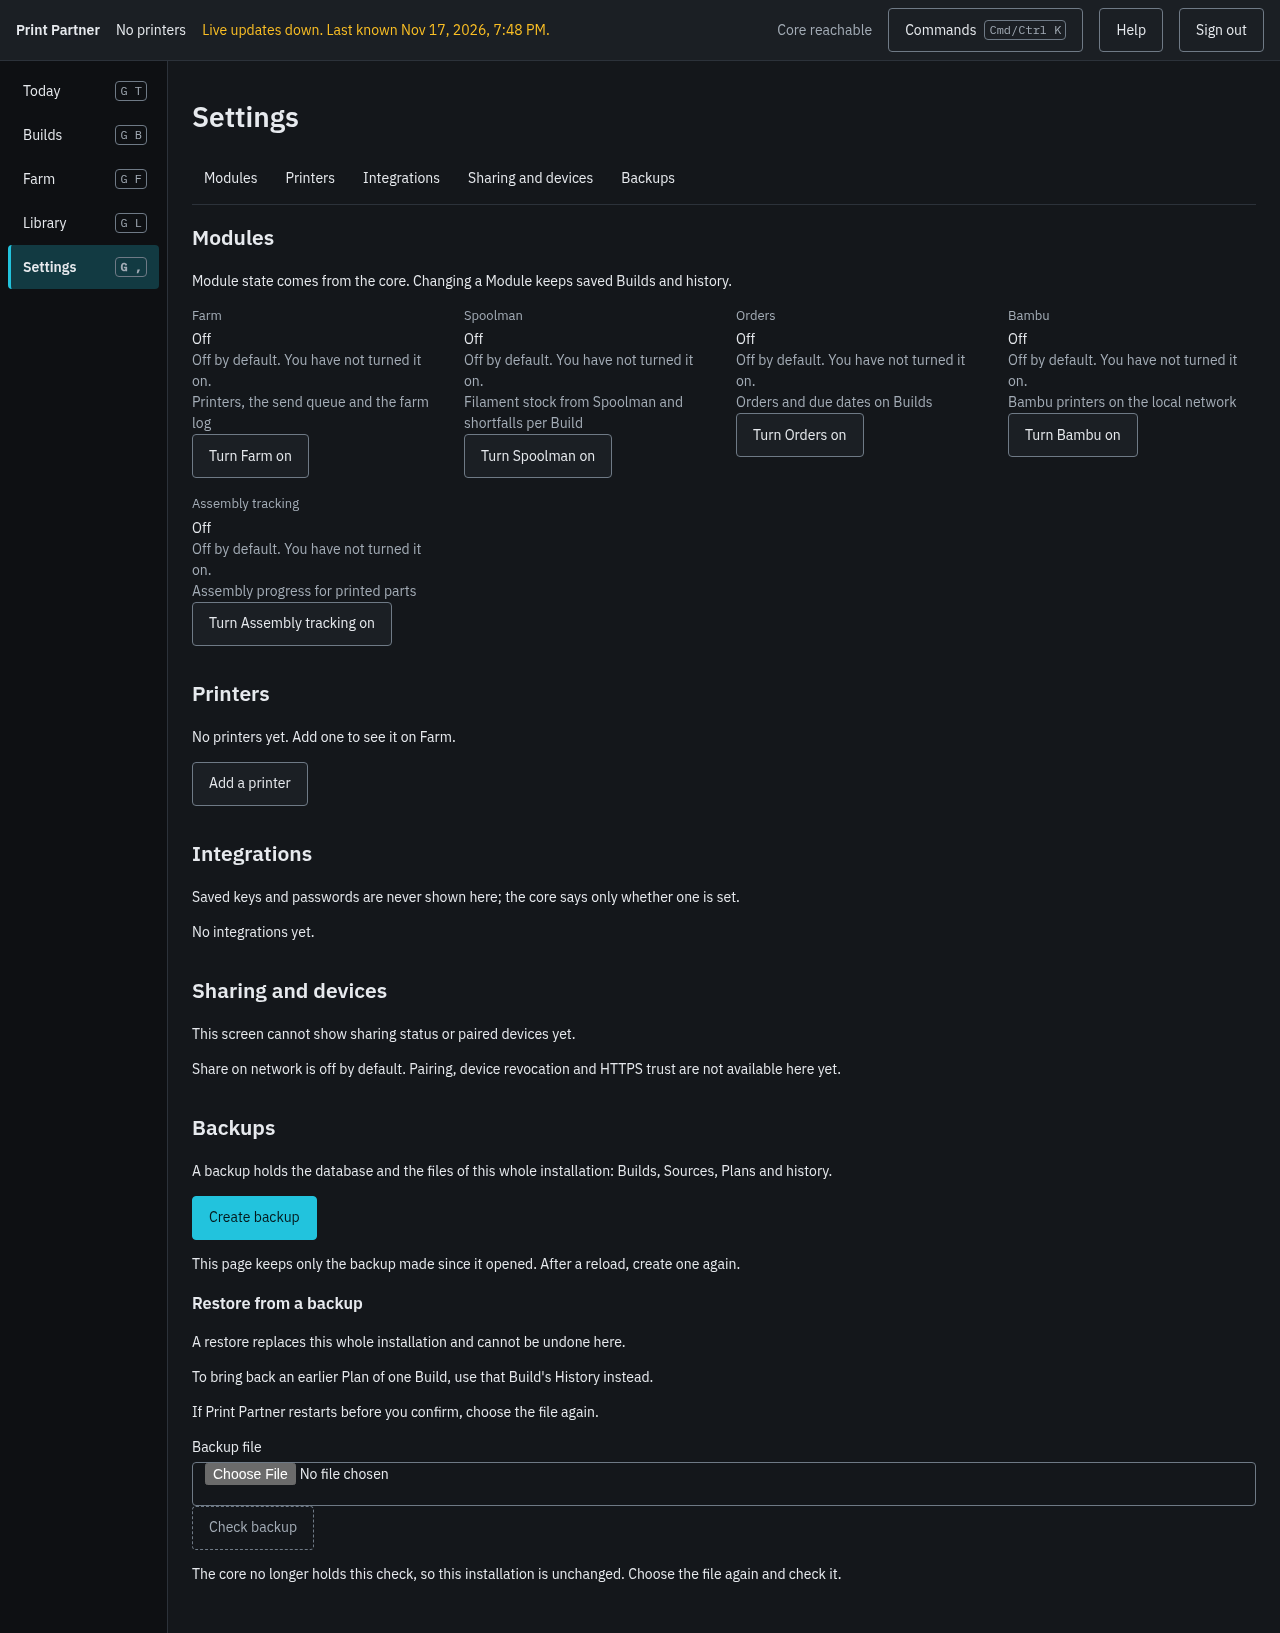 Print Partner No printers Live updates down. Last known Nov 17, 2026, 7:48 PM. Core reachable Commands Cmd/Ctrl K Help Sign out
Today G T
Builds G B
Farm G F
Library G L
Settings G ,
Settings
Modules Printers Integrations Sharing and devices Backups
Modules
Module state comes from the core. Changing a Module keeps saved Builds and history.
Farm
Off
Off by default. You have not turned it
on.
Printers, the send queue and the farm
log
Turn Farm on
Spoolman
Off
Off by default. You have not turned it
on.
Filament stock from Spoolman and
shortfalls per Build
Turn Spoolman on
Orders
Off
Off by default. You have not turned it
on.
Orders and due dates on Builds
Turn Orders on
Bambu
Off
Off by default. You have not turned it
on.
Bambu printers on the local network
Turn Bambu on
Assembly tracking
Off
Off by default. You have not turned it
on.
Assembly progress for printed parts
Turn Assembly tracking on
Printers
No printers yet. Add one to see it on Farm.
Add a printer
Integrations
Saved keys and passwords are never shown here; the core says only whether one is set.
No integrations yet.
Sharing and devices
This screen cannot show sharing status or paired devices yet.
Share on network is off by default. Pairing, device revocation and HTTPS trust are not available here yet.
Backups
A backup holds the database and the files of this whole installation: Builds, Sources, Plans and history.
Create backup
This page keeps only the backup made since it opened. After a reload, create one again.
Restore from a backup
A restore replaces this whole installation and cannot be undone here.
To bring back an earlier Plan of one Build, use that Build's History instead.
If Print Partner restarts before you confirm, choose the file again.
Backup file
Choose File No file chosen
Check backup
The core no longer holds this check, so this installation is unchanged. Choose the file again and check it.